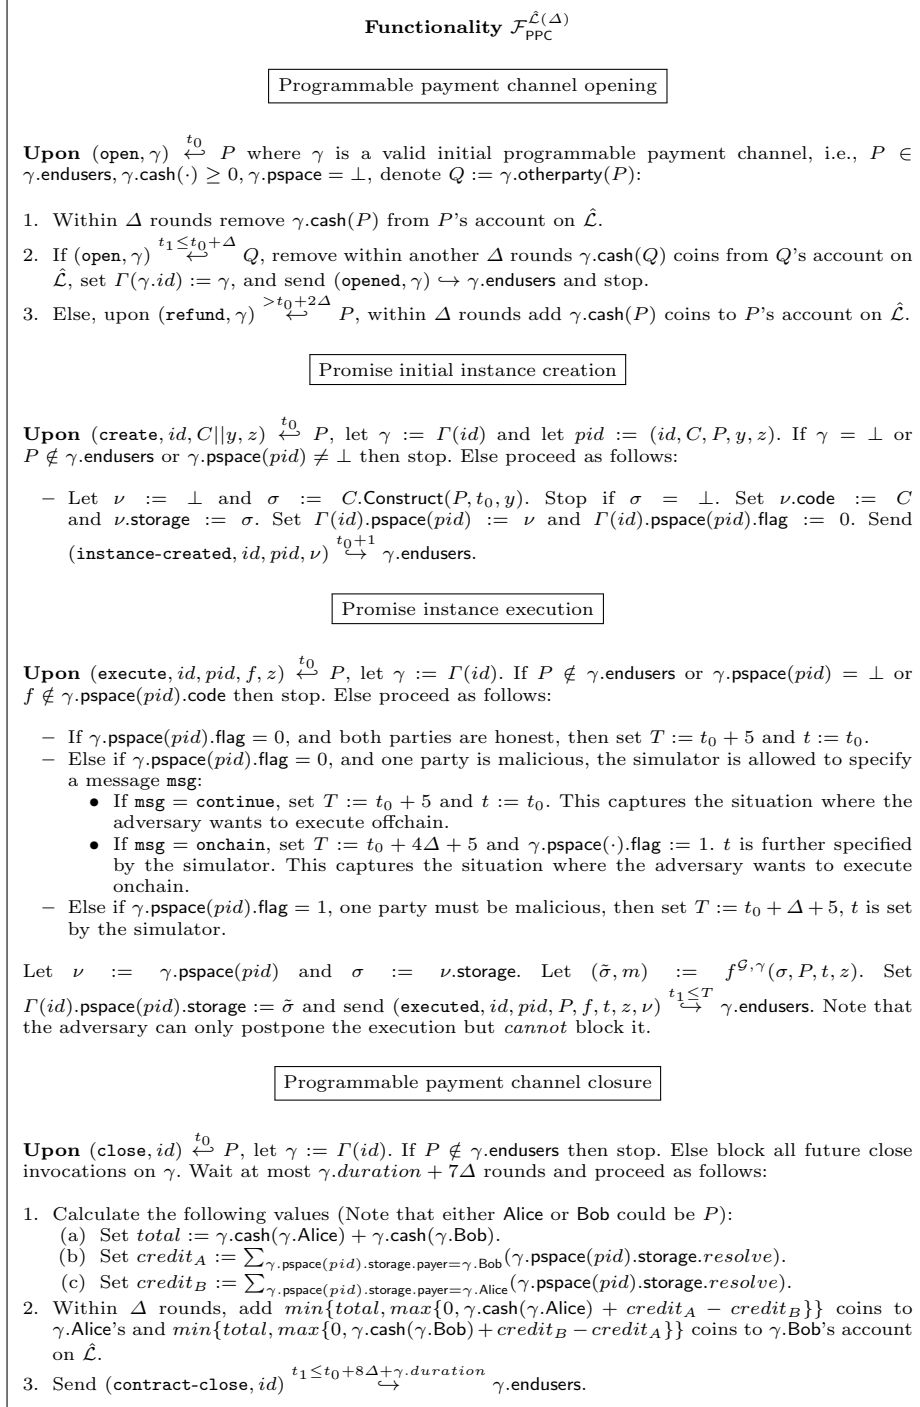 Functionality $\mathcal{F}_{\mathsf{PPC}}^{\hat{\mathcal{L}}(\Delta)}$
Programmable payment channel opening
Upon (open, γ) $\overset{t_0}{\hookleftarrow}$ P where γ is a valid initial programmable payment channel, i.e., P ∈
γ.endusers, γ.cash(·) ≥ 0, γ.pspace = ⊥, denote Q := γ.otherparty(P):
1. Within Δ rounds remove γ.cash(P) from P's account on $\hat{\mathcal{L}}$.
2. If (open, γ) $\overset{t_1 \leq t_0+\Delta}{\hookleftarrow}$ Q, remove within another Δ rounds γ.cash(Q) coins from Q's account on
$\hat{\mathcal{L}}$, set Γ(γ.id) := γ, and send (opened, γ) ↪ γ.endusers and stop.
3. Else, upon (refund, γ) $\overset{>t_0+2\Delta}{\hookleftarrow}$ P, within Δ rounds add γ.cash(P) coins to P's account on $\hat{\mathcal{L}}$.
Promise initial instance creation
Upon (create, id, C||y, z) $\overset{t_0}{\hookleftarrow}$ P, let γ := Γ(id) and let pid := (id, C, P, y, z). If γ = ⊥ or
P ∉ γ.endusers or γ.pspace(pid) ≠ ⊥ then stop. Else proceed as follows:
– Let ν := ⊥ and σ := C.Construct(P, t₀, y). Stop if σ = ⊥. Set ν.code := C
and ν.storage := σ. Set Γ(id).pspace(pid) := ν and Γ(id).pspace(pid).flag := 0. Send
(instance-created, id, pid, ν) $\overset{t_0+1}{\hookrightarrow}$ γ.endusers.
Promise instance execution
Upon (execute, id, pid, f, z) $\overset{t_0}{\hookleftarrow}$ P, let γ := Γ(id). If P ∉ γ.endusers or γ.pspace(pid) = ⊥ or
f ∉ γ.pspace(pid).code then stop. Else proceed as follows:
– If γ.pspace(pid).flag = 0, and both parties are honest, then set T := t₀ + 5 and t := t₀.
– Else if γ.pspace(pid).flag = 0, and one party is malicious, the simulator is allowed to specify
a message msg:
• If msg = continue, set T := t₀ + 5 and t := t₀. This captures the situation where the
adversary wants to execute offchain.
• If msg = onchain, set T := t₀ + 4Δ + 5 and γ.pspace(·).flag := 1. t is further specified
by the simulator. This captures the situation where the adversary wants to execute
onchain.
– Else if γ.pspace(pid).flag = 1, one party must be malicious, then set T := t₀ + Δ + 5, t is set
by the simulator.
Let ν := γ.pspace(pid) and σ := ν.storage. Let (σ̃, m) := $f^{\mathcal{G},\gamma}$(σ, P, t, z). Set
Γ(id).pspace(pid).storage := σ̃ and send (executed, id, pid, P, f, t, z, ν) $\overset{t_1 \leq T}{\hookrightarrow}$ γ.endusers. Note that
the adversary can only postpone the execution but cannot block it.
Programmable payment channel closure
Upon (close, id) $\overset{t_0}{\hookleftarrow}$ P, let γ := Γ(id). If P ∉ γ.endusers then stop. Else block all future close
invocations on γ. Wait at most γ.duration + 7Δ rounds and proceed as follows:
1. Calculate the following values (Note that either Alice or Bob could be P):
(a) Set total := γ.cash(γ.Alice) + γ.cash(γ.Bob).
(b) Set credit_A := $\sum_{\gamma.\mathsf{pspace}(pid).\mathsf{storage.payer}=\gamma.\mathsf{Bob}}$(γ.pspace(pid).storage.resolve).
(c) Set credit_B := $\sum_{\gamma.\mathsf{pspace}(pid).\mathsf{storage.payer}=\gamma.\mathsf{Alice}}$(γ.pspace(pid).storage.resolve).
2. Within Δ rounds, add min{total, max{0, γ.cash(γ.Alice) + credit_A − credit_B}} coins to
γ.Alice's and min{total, max{0, γ.cash(γ.Bob) + credit_B − credit_A}} coins to γ.Bob's account
on $\hat{\mathcal{L}}$.
3. Send (contract-close, id) $\overset{t_1 \leq t_0+8\Delta+\gamma.duration}{\hookrightarrow}$ γ.endusers.